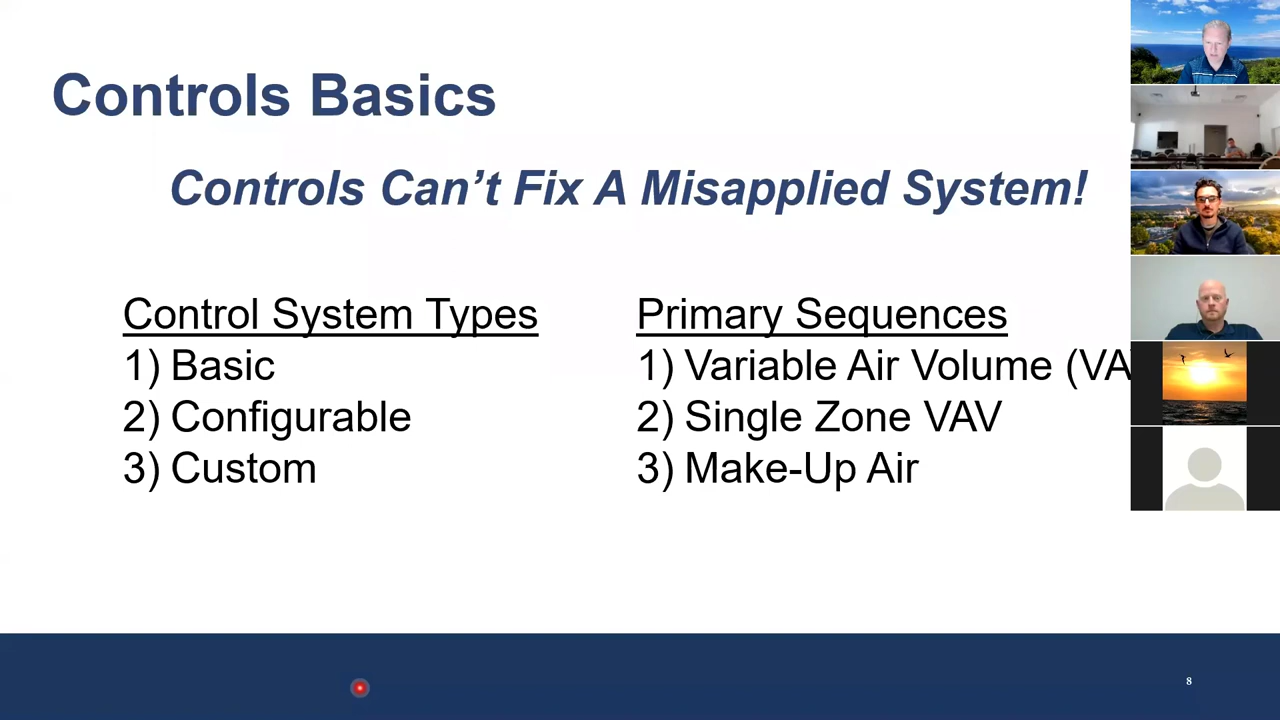 Controls Basics
Controls Can’t Fix A Misapplied System!
Control System Types
1) Basic
2) Configurable
3) Custom
Primary Sequences
1) Variable Air Volume (VA
2) Single Zone VAV
3) Make-Up Air
8